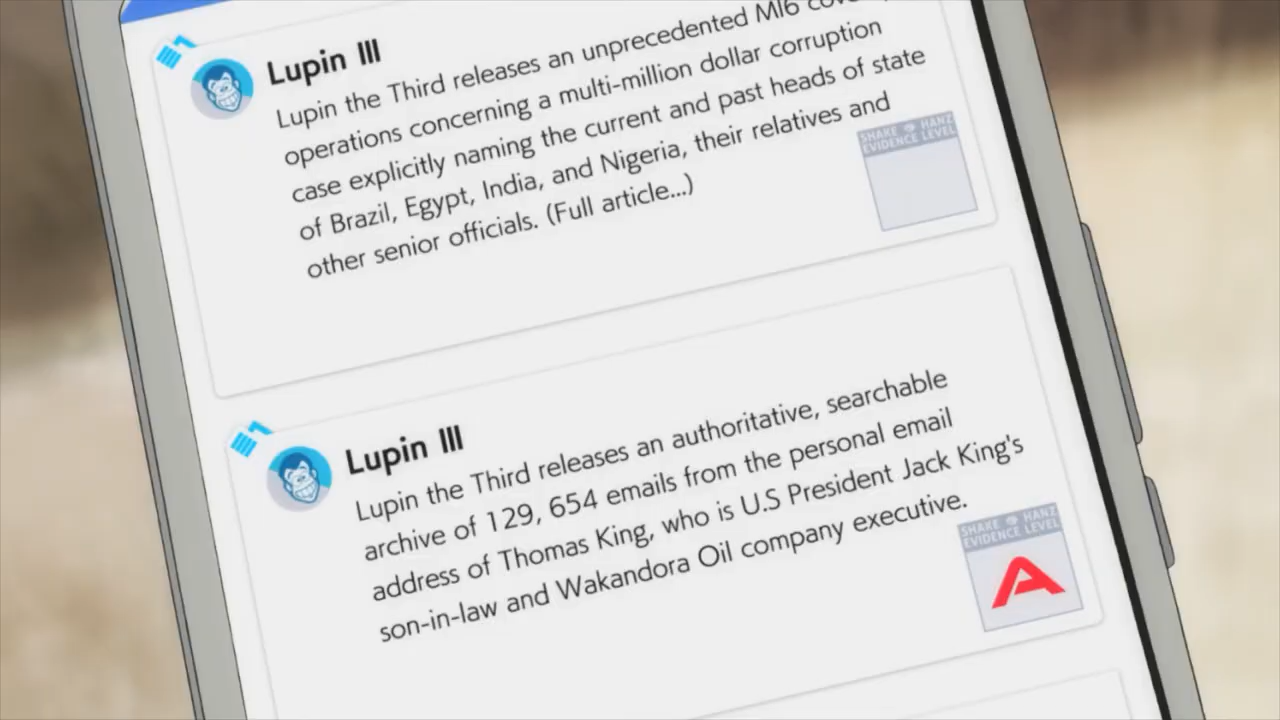 Lupin III
Lupin the Third releases an unprecedented MI6
operations concerning a multi-million dollar corruption
case explicitly naming the current and past heads of state
of Brazil, Egypt, India, and Nigeria, their relatives and
other senior officials. (Full article...)
SHARE HANZ
EVIDENCE LEVEL
Lupin III
Lupin the Third releases an authoritative, searchable
archive of 129, 654 emails from the personal email
address of Thomas King, who is U.S President Jack King's
son-in-law and Wakandora Oil company executive.
SHAKE HANZ
EVIDENCE LEVEL
A